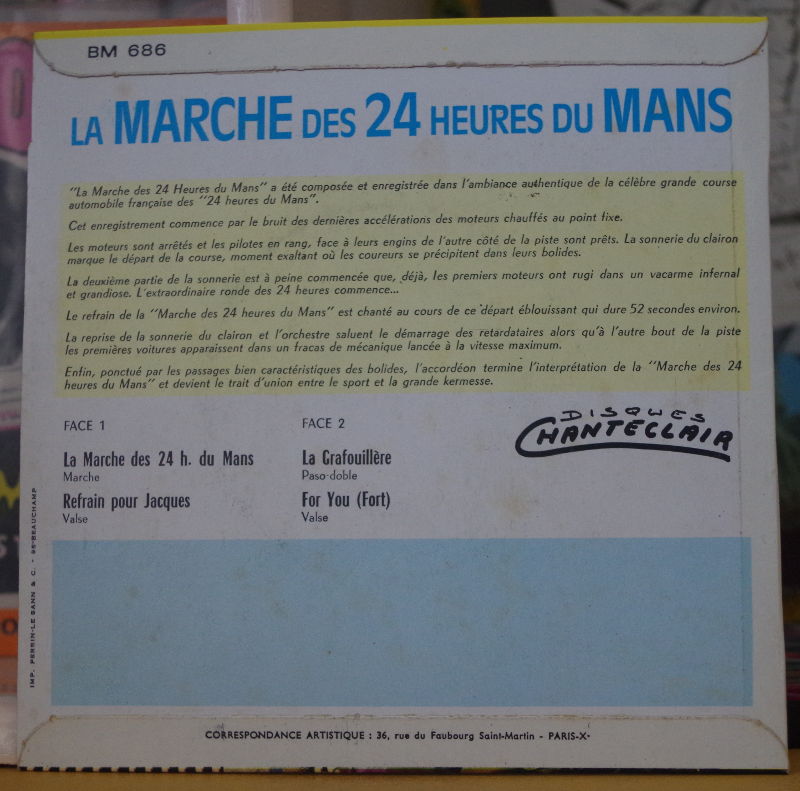 BM 686
LA MARCHE DES 24 HEURES DU MANS
"La Marche des 24 Heures du Mans" a été composée et enregistrée dans l'ambiance authentique de la célèbre grande course
automobile française des "24 heures du Mans".
Cet enregistrement commence par le bruit des dernières accélérations des moteurs chauffés au point fixe.
Les moteurs sont arrêtés et les pilotes en rang, face à leurs engins de l'autre côté de la piste sont prêts. La sonnerie du clairon
marque le départ de la course, moment exaltant où les coureurs se précipitent dans leurs bolides.
La deuxième partie de la sonnerie est à peine commencée que, déjà, les premiers moteurs ont rugi dans un vacarme infernal
et grandiose. L'extraordinaire ronde des 24 heures commence...
Le refrain de la "Marche des 24 heures du Mans" est chanté au cours de ce départ éblouissant qui dure 52 secondes environ.
La reprise de la sonnerie du clairon et l'orchestre saluent le démarrage des retardataires alors qu'à l'autre bout de la piste
les premières voitures apparaissent dans un fracas de mécanique lancée à la vitesse maximum.
Enfin, ponctué par les passages bien caractéristiques des bolides, l'accordéon termine l'interprétation de la "Marche des 24
heures du Mans" et devient le trait d'union entre le sport et la grande kermesse.
FACE 1
La Marche des 24 h. du Mans
Marche
Refrain pour Jacques
Valse
FACE 2
La Grafouillère
Paso-doble
For You (Fort)
Valse
DISQUES
CHANTECLAIR
IMP. PERRIN-LE GANN & C. - 95-BEAUCHAMP
CORRESPONDANCE ARTISTIQUE : 36, rue du Faubourg Saint-Martin - PARIS-Xe